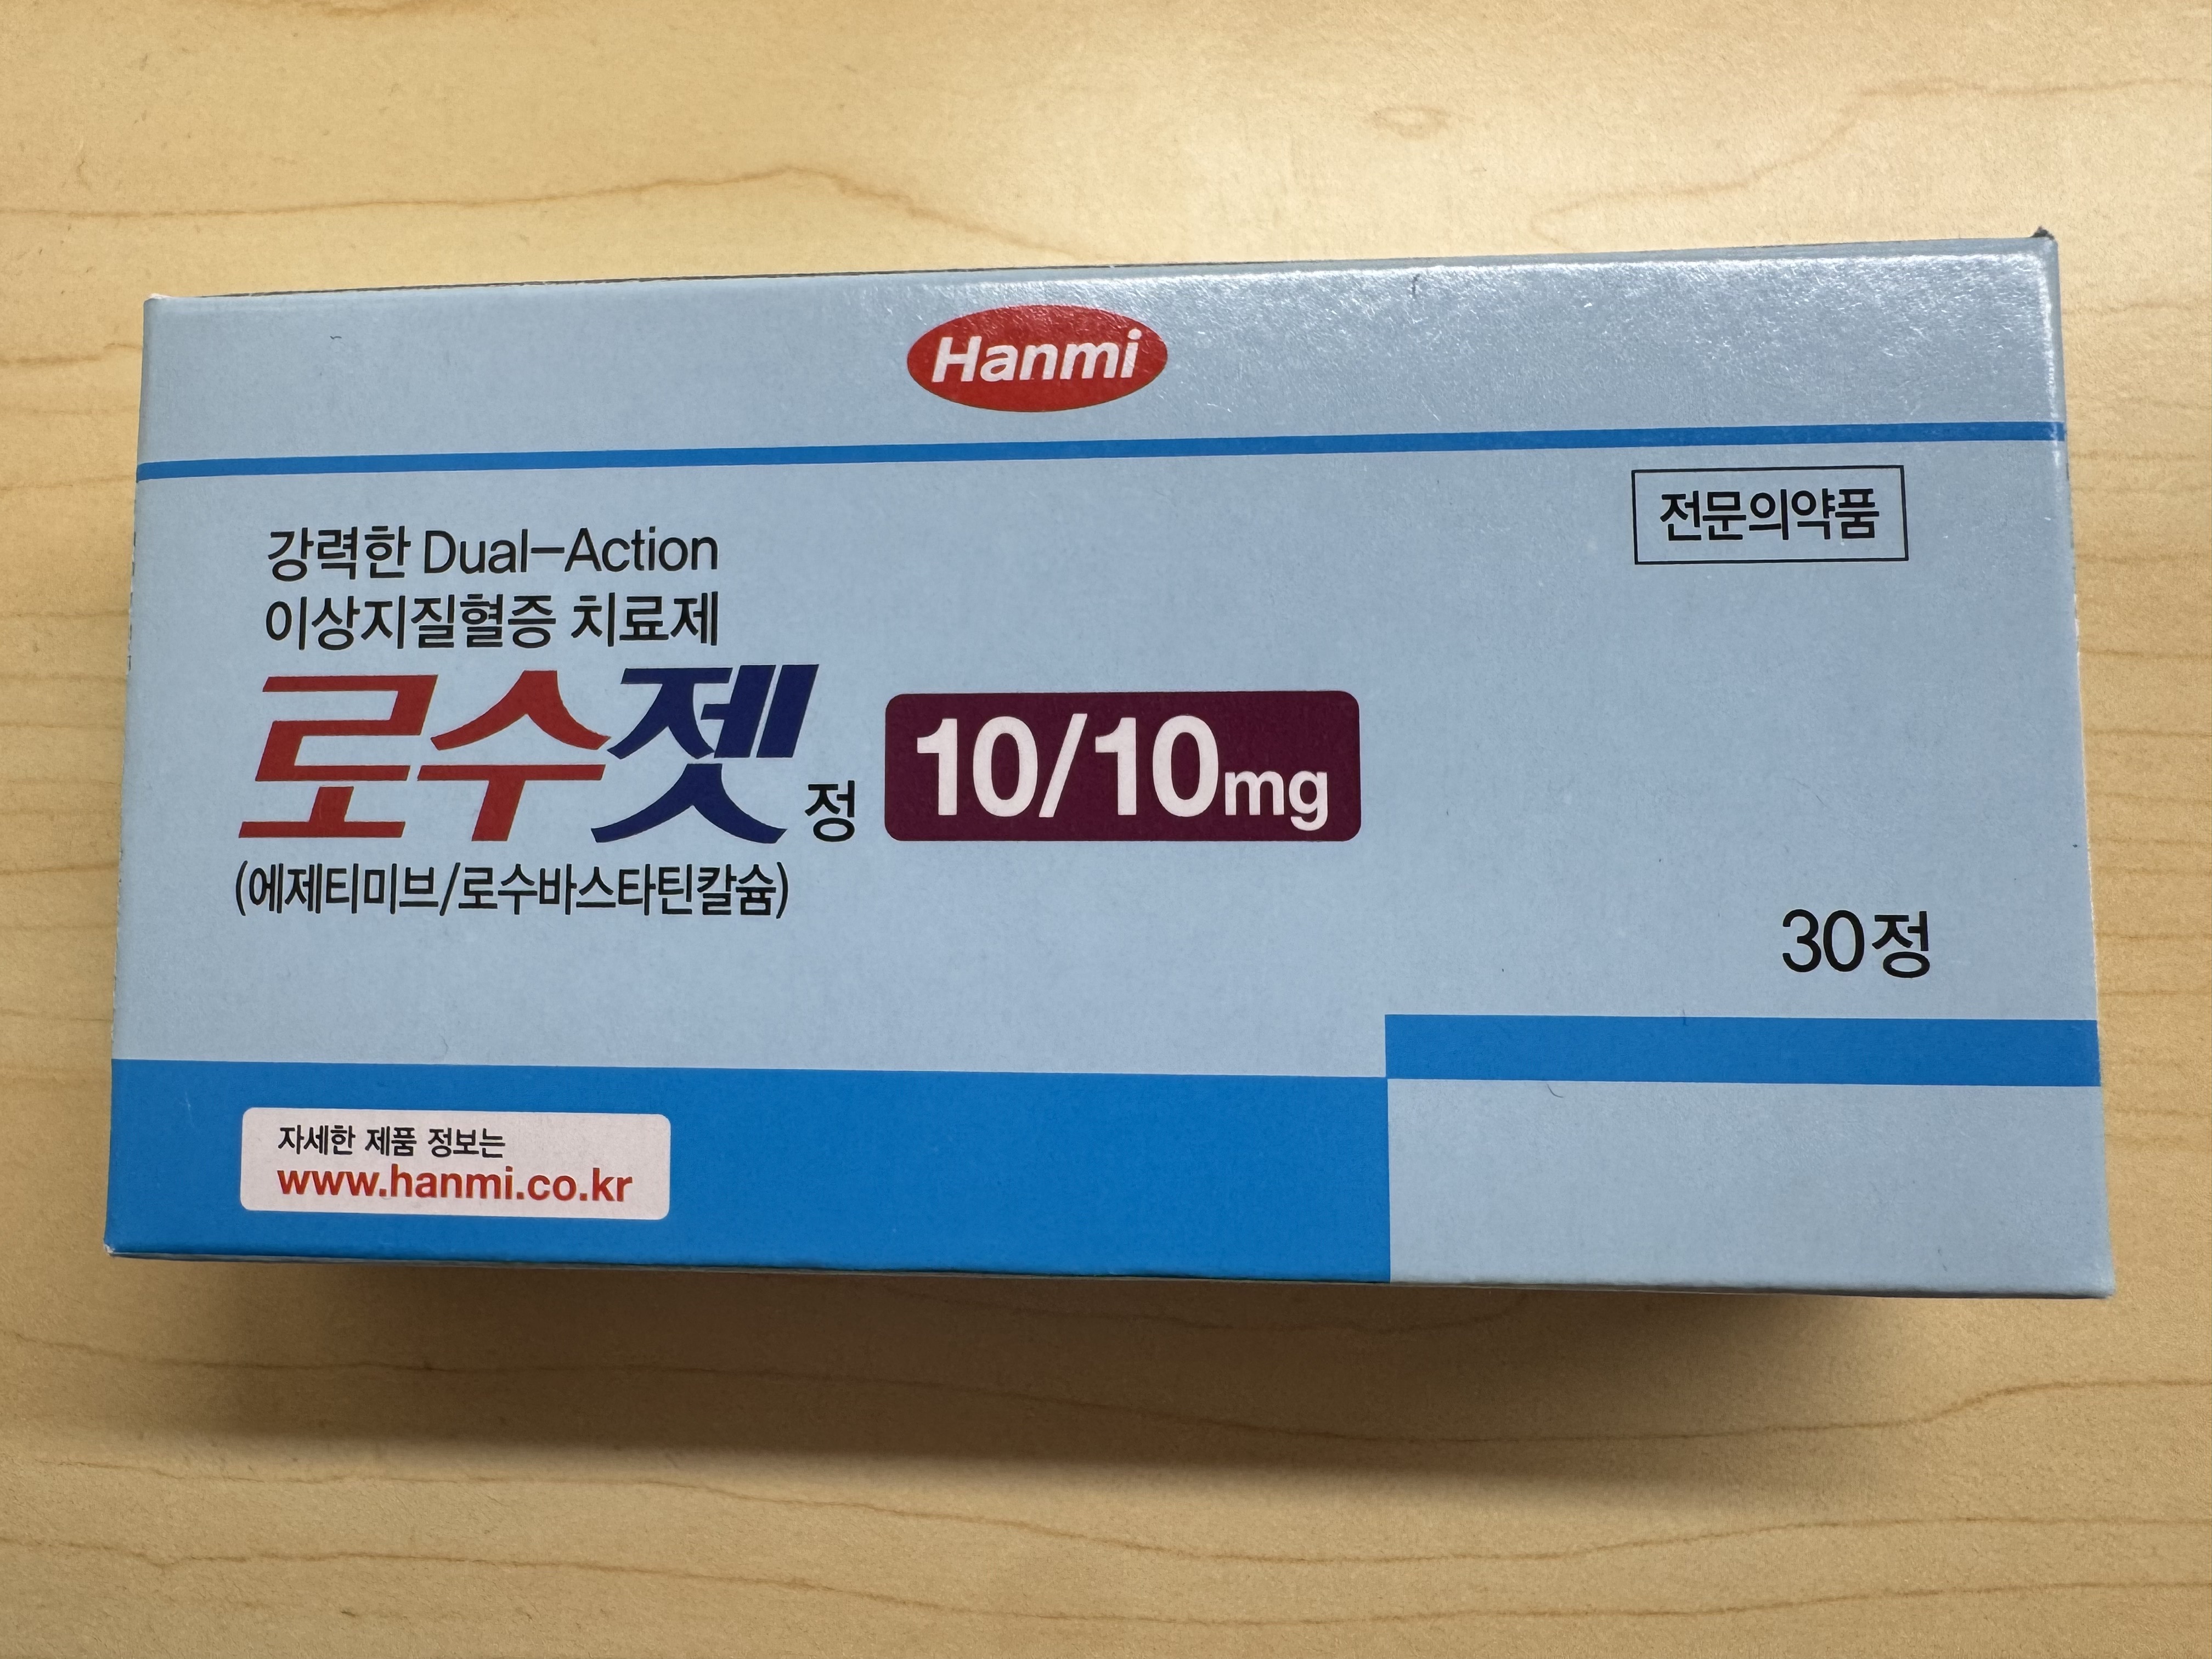 Hanmi
전문의약품
강력한 Dual-Action
이상지질혈증 치료제
로수젯 정 10/10mg
(에제티미브/로수바스타틴칼슘)
30정
자세한 제품 정보는
www.hanmi.co.kr